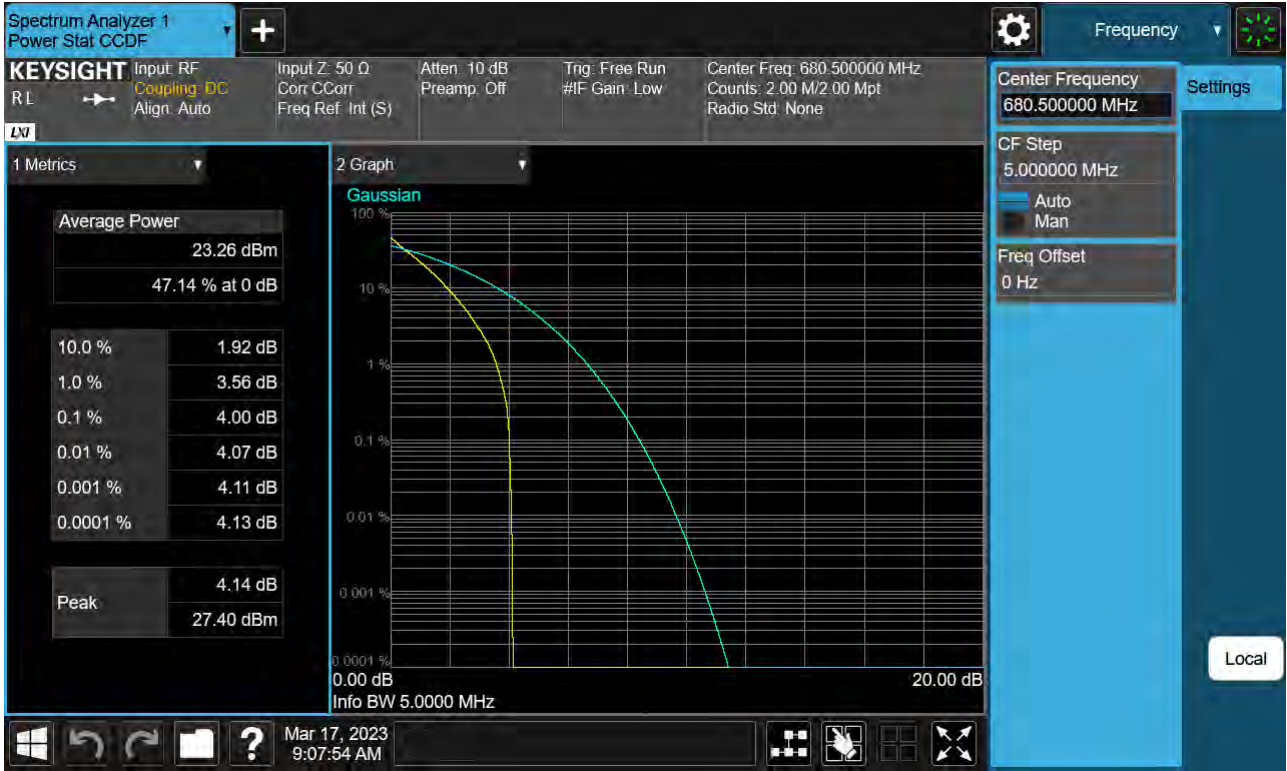 Spectrum Analyzer 1
Power Stat CCDF
Frequency
KEYSIGHT
RL
LXI
Input: RF
Coupling: DC
Align: Auto
Input Z: 50 Ω
Corr CCorr
Freq Ref: Int (S)
Atten: 10 dB
Preamp: Off
Trig: Free Run
#IF Gain: Low
Center Freq: 680.500000 MHz
Counts: 2.00 M/2.00 Mpt
Radio Std: None
Center Frequency
680.500000 MHz
Settings
CF Step
5.000000 MHz
Auto
Man
Freq Offset
0 Hz
Local
1 Metrics
Average Power
23.26 dBm
47.14 % at 0 dB
10.0 % 1.92 dB
1.0 % 3.56 dB
0.1 % 4.00 dB
0.01 % 4.07 dB
0.001 % 4.11 dB
0.0001 % 4.13 dB
Peak
4.14 dB
27.40 dBm
2 Graph
Gaussian
100 %
10 %
1 %
0.1 %
0.01 %
0.001 %
0.0001 %
0.00 dB 20.00 dB
Info BW 5.0000 MHz
?
Mar 17, 2023
9:07:54 AM